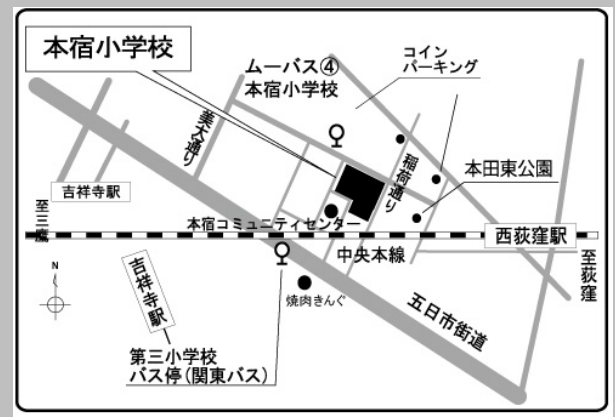 本宿小学校
ムーバス④
本宿小学校
コイン
パーキング
美大通り
稲荷通り
本田東公園
吉祥寺駅
至三鷹
本宿コミュニティセンター
西荻窪駅
中央本線
至荻窪
N
吉祥寺駅
焼肉きんぐ
五日市街道
第三小学校
バス停(関東バス)